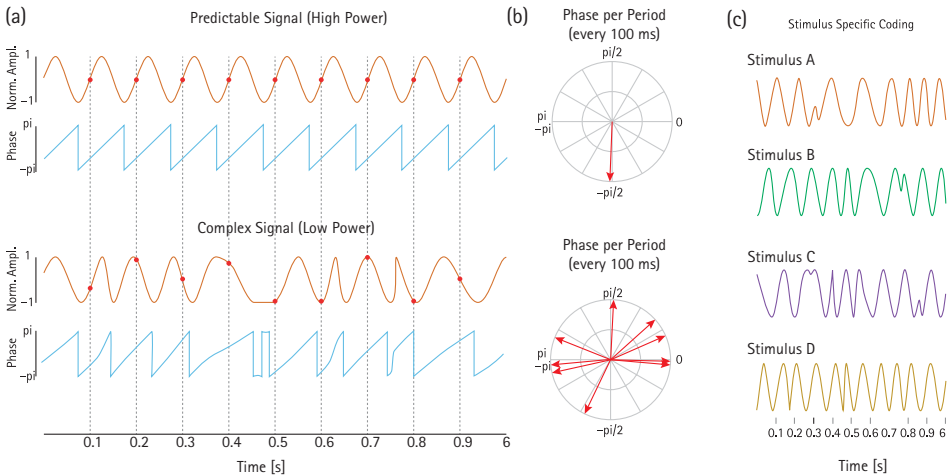 (a)
Predictable Signal (High Power)
Norm. Ampl.
1
−1
Phase
pi
−pi
Complex Signal (Low Power)
Norm. Ampl.
1
−1
Phase
pi
−pi
0.1 0.2 0.3 0.4 0.5 0.6 0.7 0.8 0.9 6
Time [s]
(b)
Phase per Period
(every 100 ms)
pi/2
pi
−pi
0
−pi/2
Phase per Period
(every 100 ms)
pi/2
pi
−pi
0
−pi/2
(c)
Stimulus Specific Coding
Stimulus A
Stimulus B
Stimulus C
Stimulus D
0.1 0.2 0.3 0.4 0.5 0.6 0.7 0.8 0.9 6
Time [s]